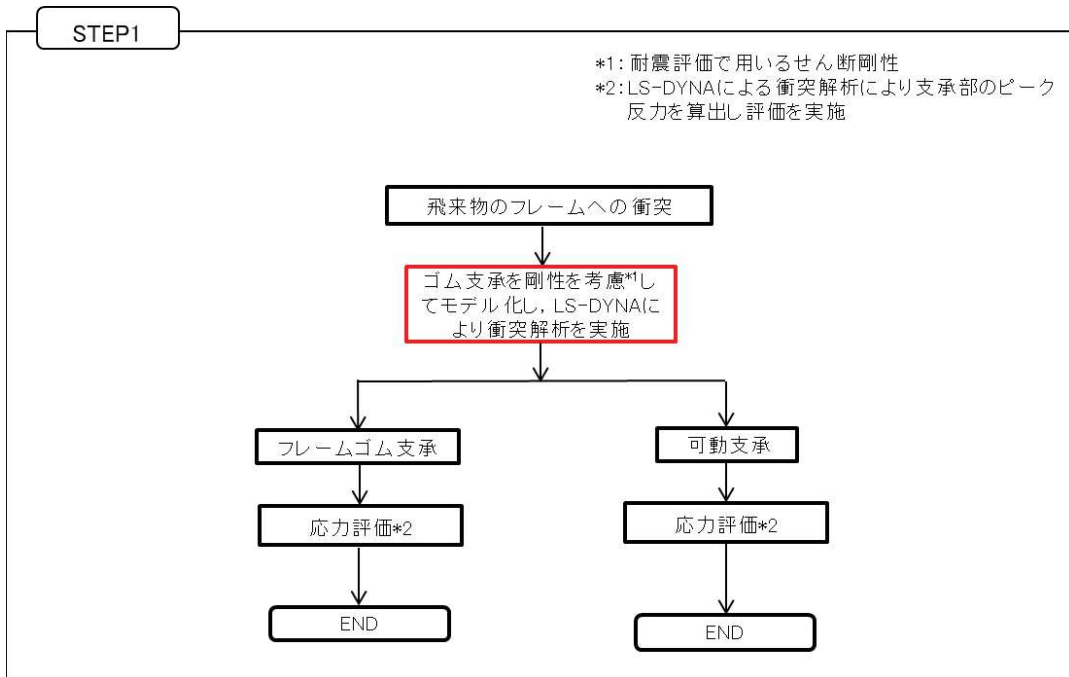 STEP1
*1:耐震評価で用いるせん断剛性
*2:LS-DYNAによる衝突解析により支承部のピーク
反力を算出し評価を実施
飛来物のフレームへの衝突
ゴム支承を剛性を考慮*1し
てモデル化し，LS-DYNAに
より衝突解析を実施
フレームゴム支承
可動支承
応力評価*2
応力評価*2
END
END